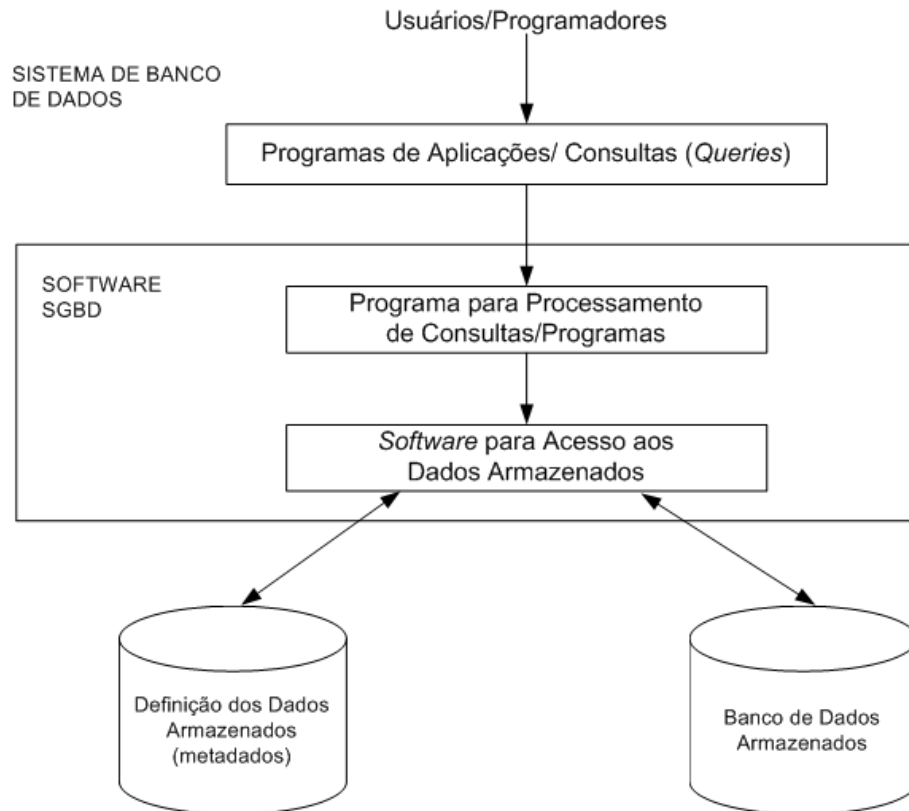 Usuários/Programadores
SISTEMA DE BANCO
DE DADOS
Programas de Aplicações/ Consultas (Queries)
SOFTWARE
SGBD
Programa para Processamento
de Consultas/Programas
Software para Acesso aos
Dados Armazenados
Definição dos Dados
Armazenados
(metadados)
Banco de Dados
Armazenados